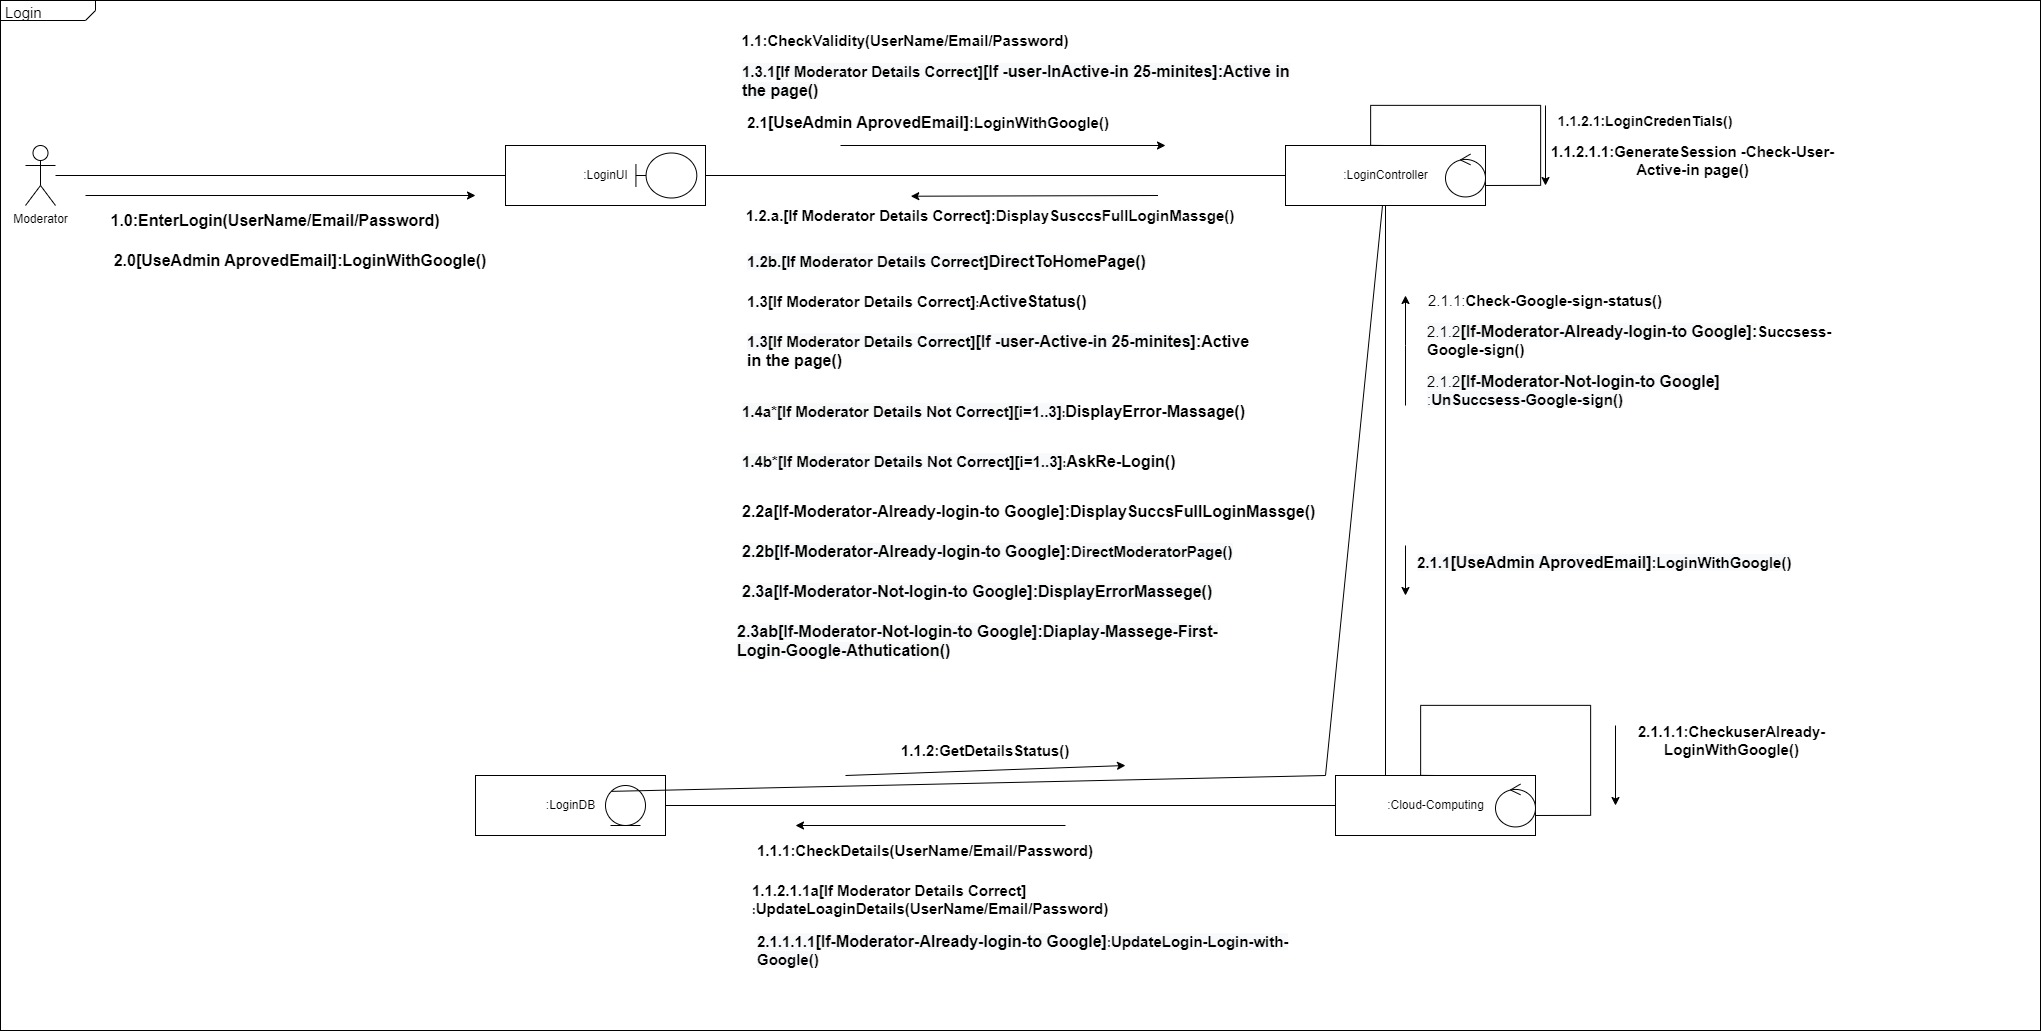 Login
1.1:CheckValidity(UserName/Email/Password)
1.3.1[If Moderator Details Correct][If -user-InActive-in 25-minites]:Active in
the page()
2.1[UseAdmin AprovedEmail]:LoginWithGoogle()
1.1.2.1:LoginCredenTials()
1.1.2.1.1:GenerateSession -Check-User-
Active-in page()
Moderator
:LoginUI
:LoginController
1.0:EnterLogin(UserName/Email/Password)
2.0[UseAdmin AprovedEmail]:LoginWithGoogle()
1.2.a.[If Moderator Details Correct]:DisplaySusccsFullLoginMassge()
1.2b.[If Moderator Details Correct]DirectToHomePage()
1.3[If Moderator Details Correct]:ActiveStatus()
1.3[If Moderator Details Correct][If -user-Active-in 25-minites]:Active
in the page()
1.4a*[If Moderator Details Not Correct][i=1..3]:DisplayError-Massage()
1.4b*[If Moderator Details Not Correct][i=1..3]:AskRe-Login()
2.2a[If-Moderator-Already-login-to Google]:DisplaySuccsFullLoginMassge()
2.2b[If-Moderator-Already-login-to Google]:DirectModeratorPage()
2.3a[If-Moderator-Not-login-to Google]:DisplayErrorMassege()
2.3ab[If-Moderator-Not-login-to Google]:Diaplay-Massege-First-
Login-Google-Athutication()
2.1.1:Check-Google-sign-status()
2.1.2[If-Moderator-Already-login-to Google]:Succsess-
Google-sign()
2.1.2[If-Moderator-Not-login-to Google]
:UnSuccsess-Google-sign()
2.1.1[UseAdmin AprovedEmail]:LoginWithGoogle()
2.1.1.1:CheckuserAlready-
LoginWithGoogle()
1.1.2:GetDetailsStatus()
:LoginDB
:Cloud-Computing
1.1.1:CheckDetails(UserName/Email/Password)
1.1.2.1.1a[If Moderator Details Correct]
:UpdateLoaginDetails(UserName/Email/Password)
2.1.1.1.1[If-Moderator-Already-login-to Google]:UpdateLogin-Login-with-
Google()